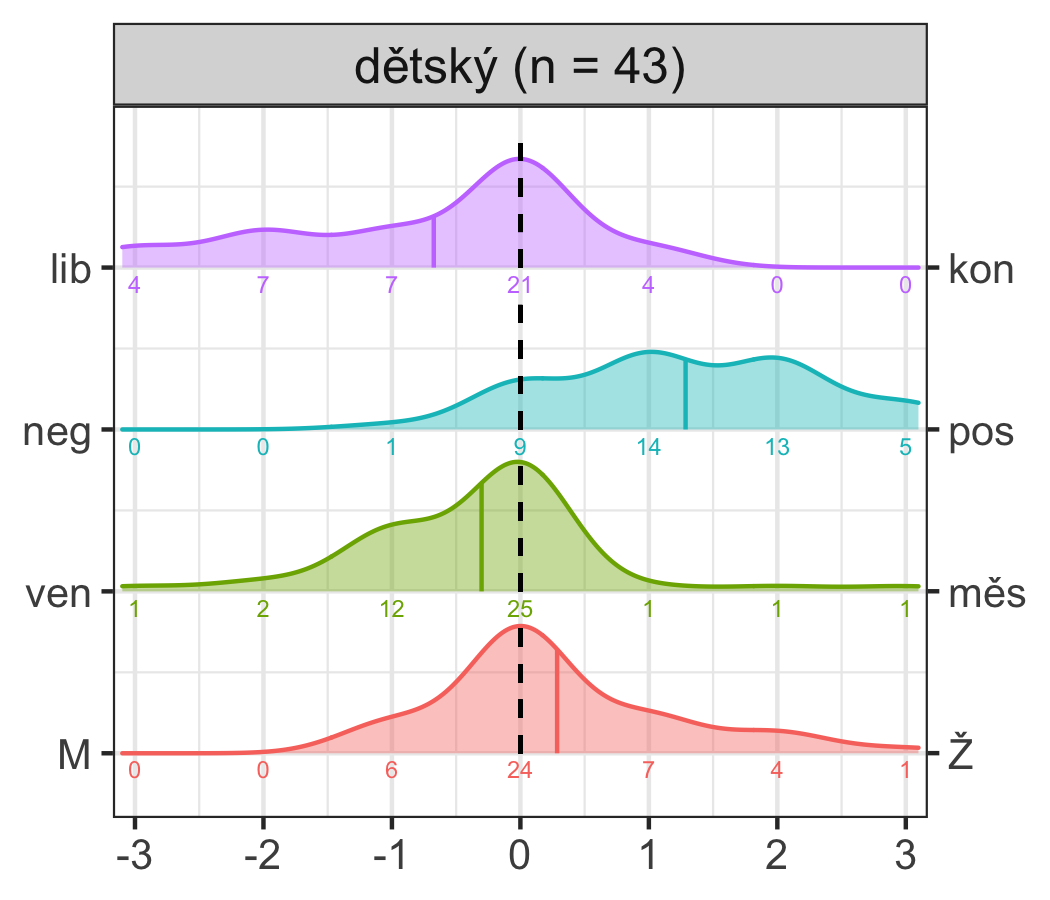 dětský (n = 43)
lib kon
4 7 7 21 4 0 0
neg pos
0 0 1 9 14 13 5
ven měs
1 2 12 25 1 1 1
M Ž
0 0 6 24 7 4 1
-3 -2 -1 0 1 2 3